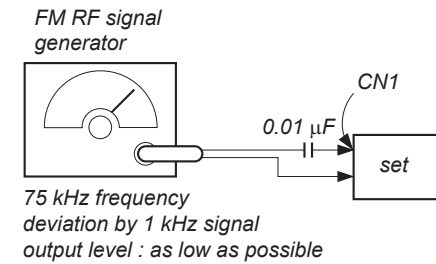 FM RF signal
generator
CN1
0.01 μF
set
75 kHz frequency
deviation by 1 kHz signal
output level : as low as possible